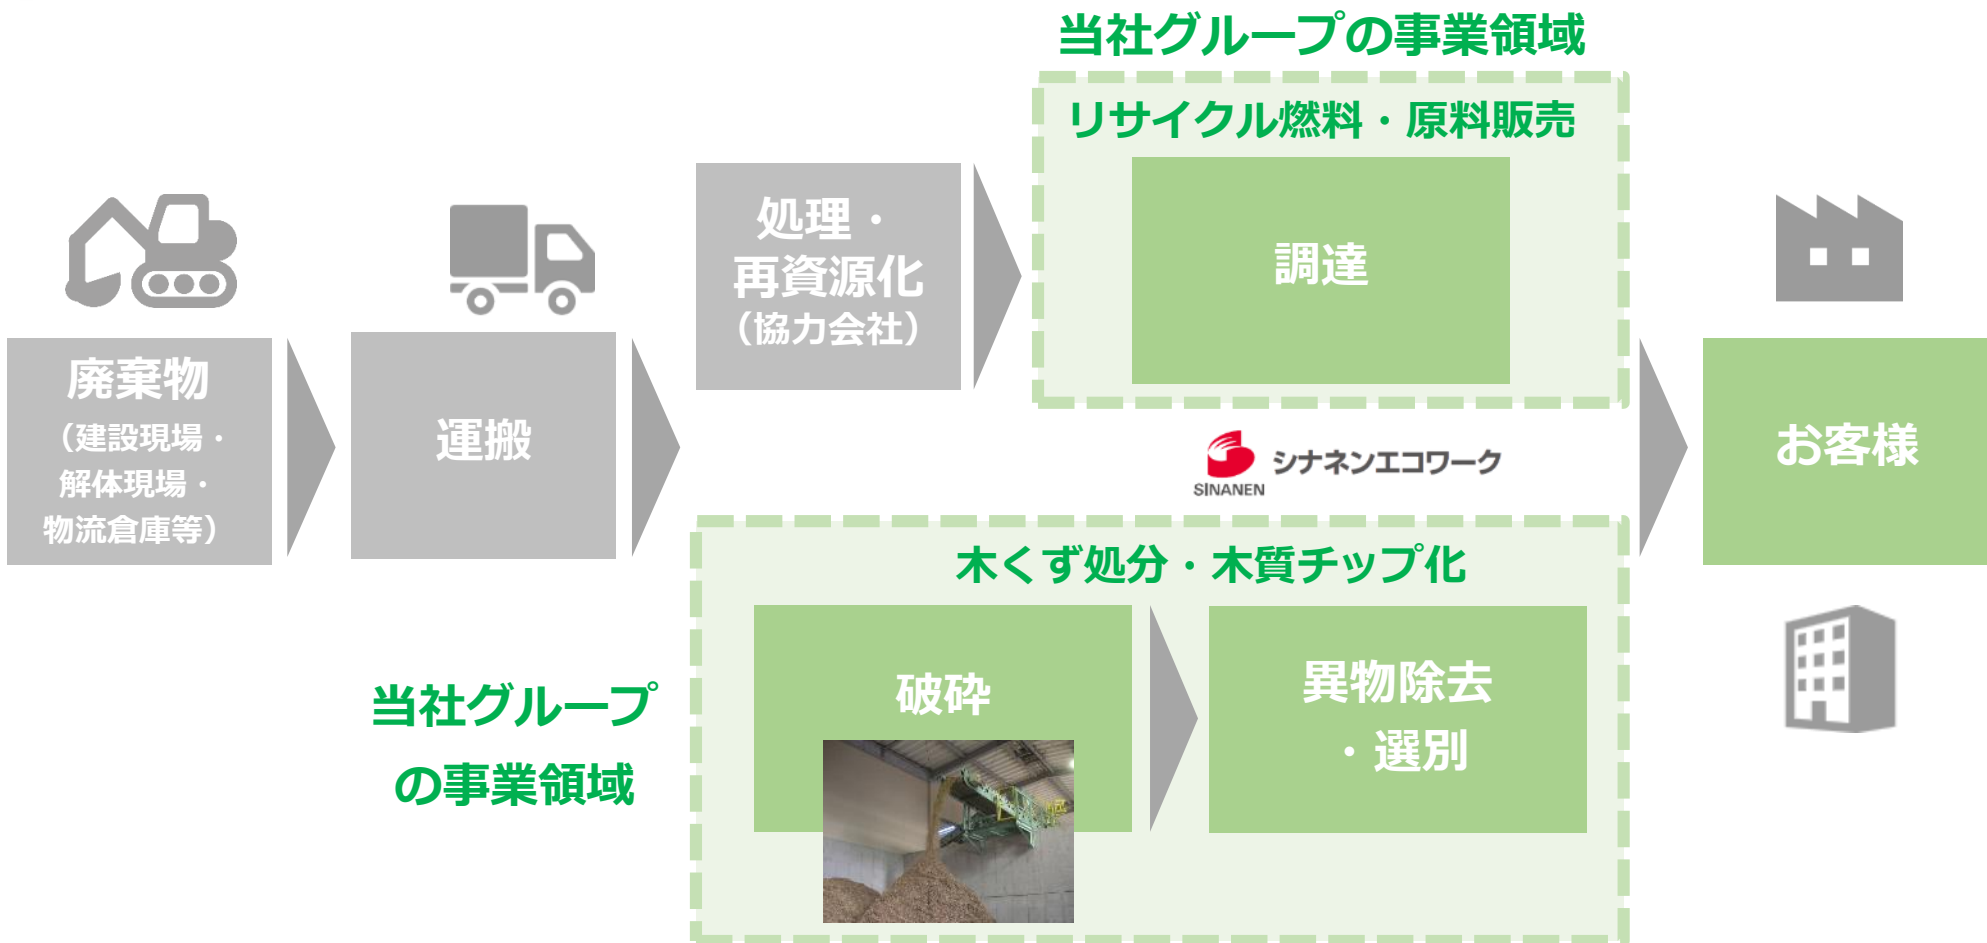 当社グループの事業領域
リサイクル燃料・原料販売
廃棄物
（建設現場・
解体現場・
物流倉庫等）
運搬
処理・
再資源化
（協力会社）
調達
SINANEN
シナネンエコワーク
当社グループ
の事業領域
木くず処分・木質チップ化
破砕
異物除去
・選別
お客様